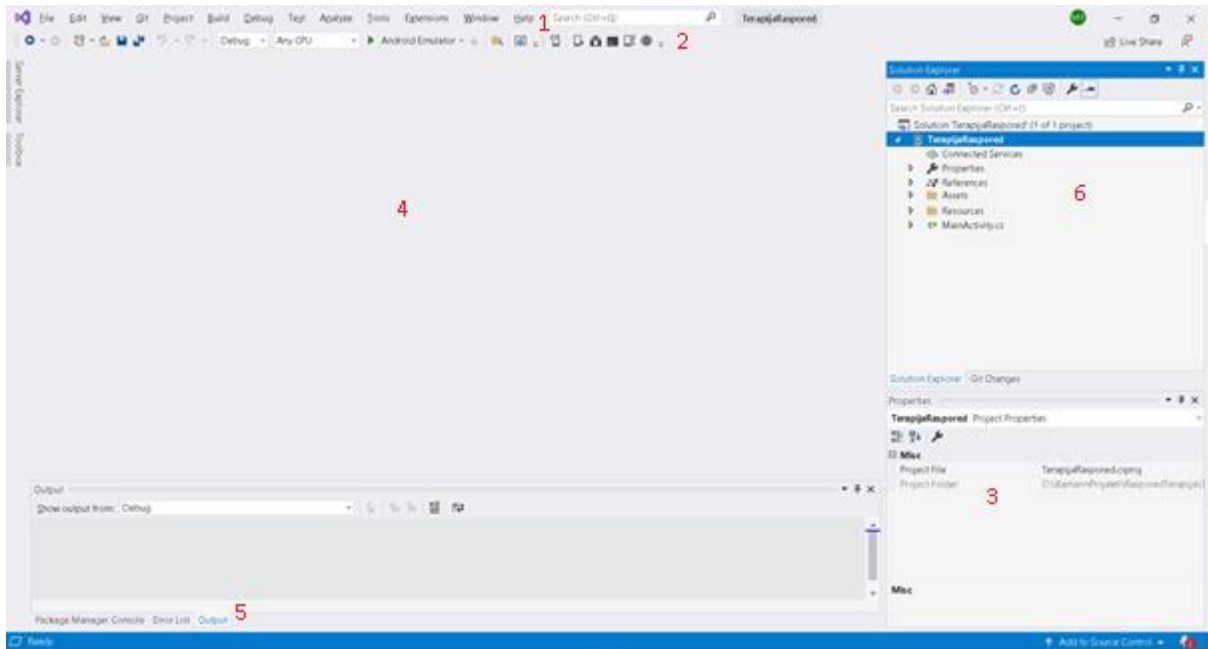 File Edit View Git Project Build Debug Test Analyze Tools Extensions Window Help 1 Search (Ctrl+Q) TerapijaRaspored
Debug Any CPU Android Emulator 2 Live Share
Server Explorer
Toolbox
4
Solution Explorer
Search Solution Explorer (Ctrl+ů)
Solution 'TerapijaRaspored' (1 of 1 project)
TerapijaRaspored
Connected Services
Properties
References
Assets
Resources
MainActivity.cs
6
Solution Explorer Git Changes
Properties
TerapijaRaspored Project Properties
Misc
Project File TerapijaRaspored.csproj
Project Folder
3
Misc
Output
Show output from: Debug
Package Manager Console Error List Output 5
Ready Add to Source Control